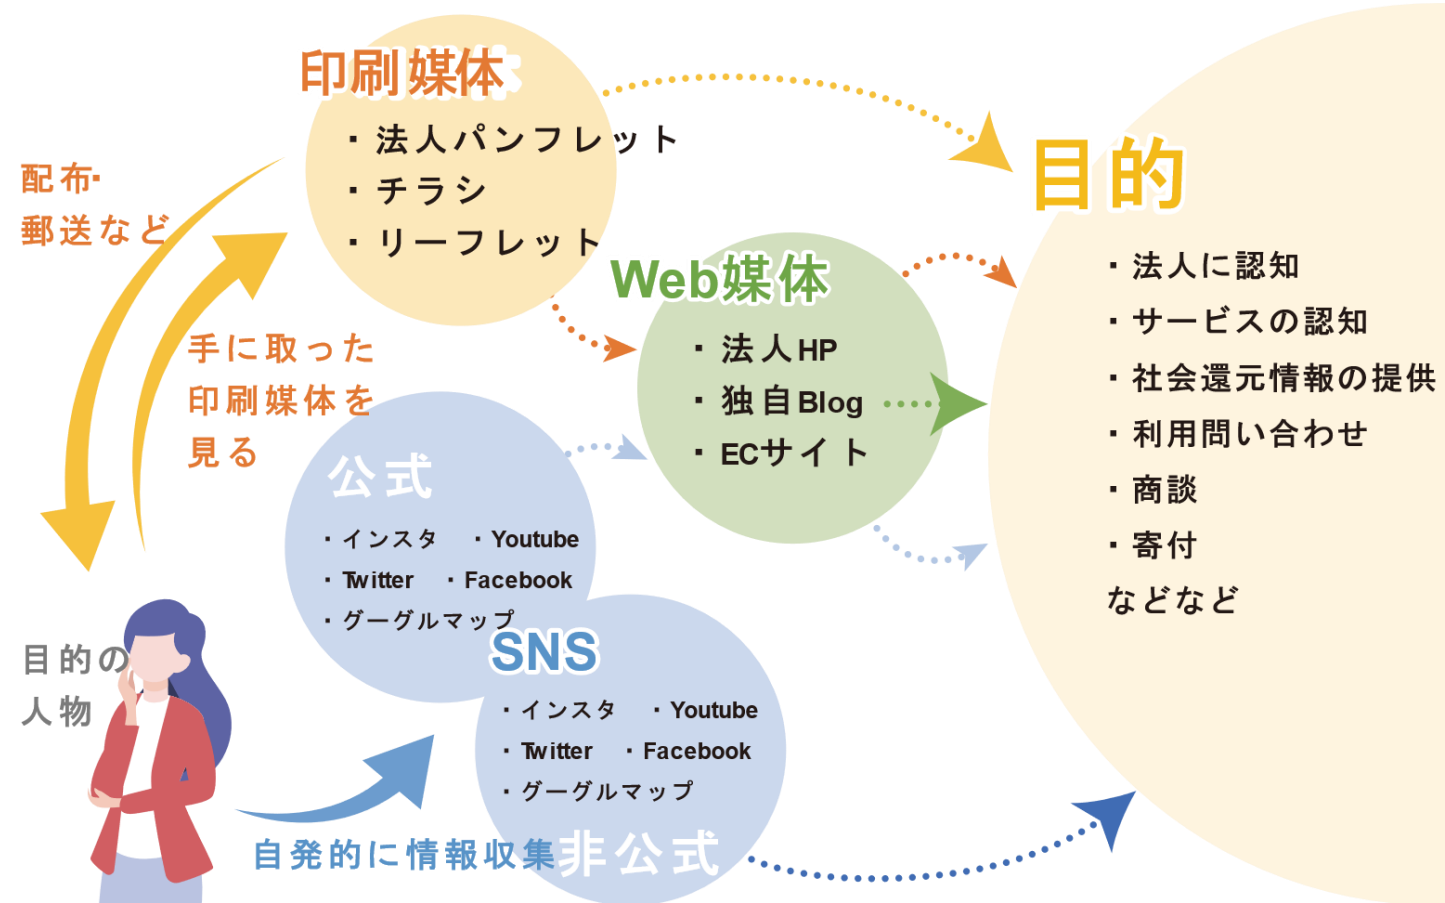 印刷媒体
・法人パンフレット
・チラシ
・リーフレット
配布・
郵送など
手に取った
印刷媒体を
見る
Web媒体
・法人HP
・独自Blog
・ECサイト
目的
・法人に認知
・サービスの認知
・社会還元情報の提供
・利用問い合わせ
・商談
・寄付
などなど
公式
・インスタ ・Youtube
・Twitter ・Facebook
・グーグルマップ
SNS
・インスタ ・Youtube
・Twitter ・Facebook
・グーグルマップ
非公式
目的の
人物
自発的に情報収集